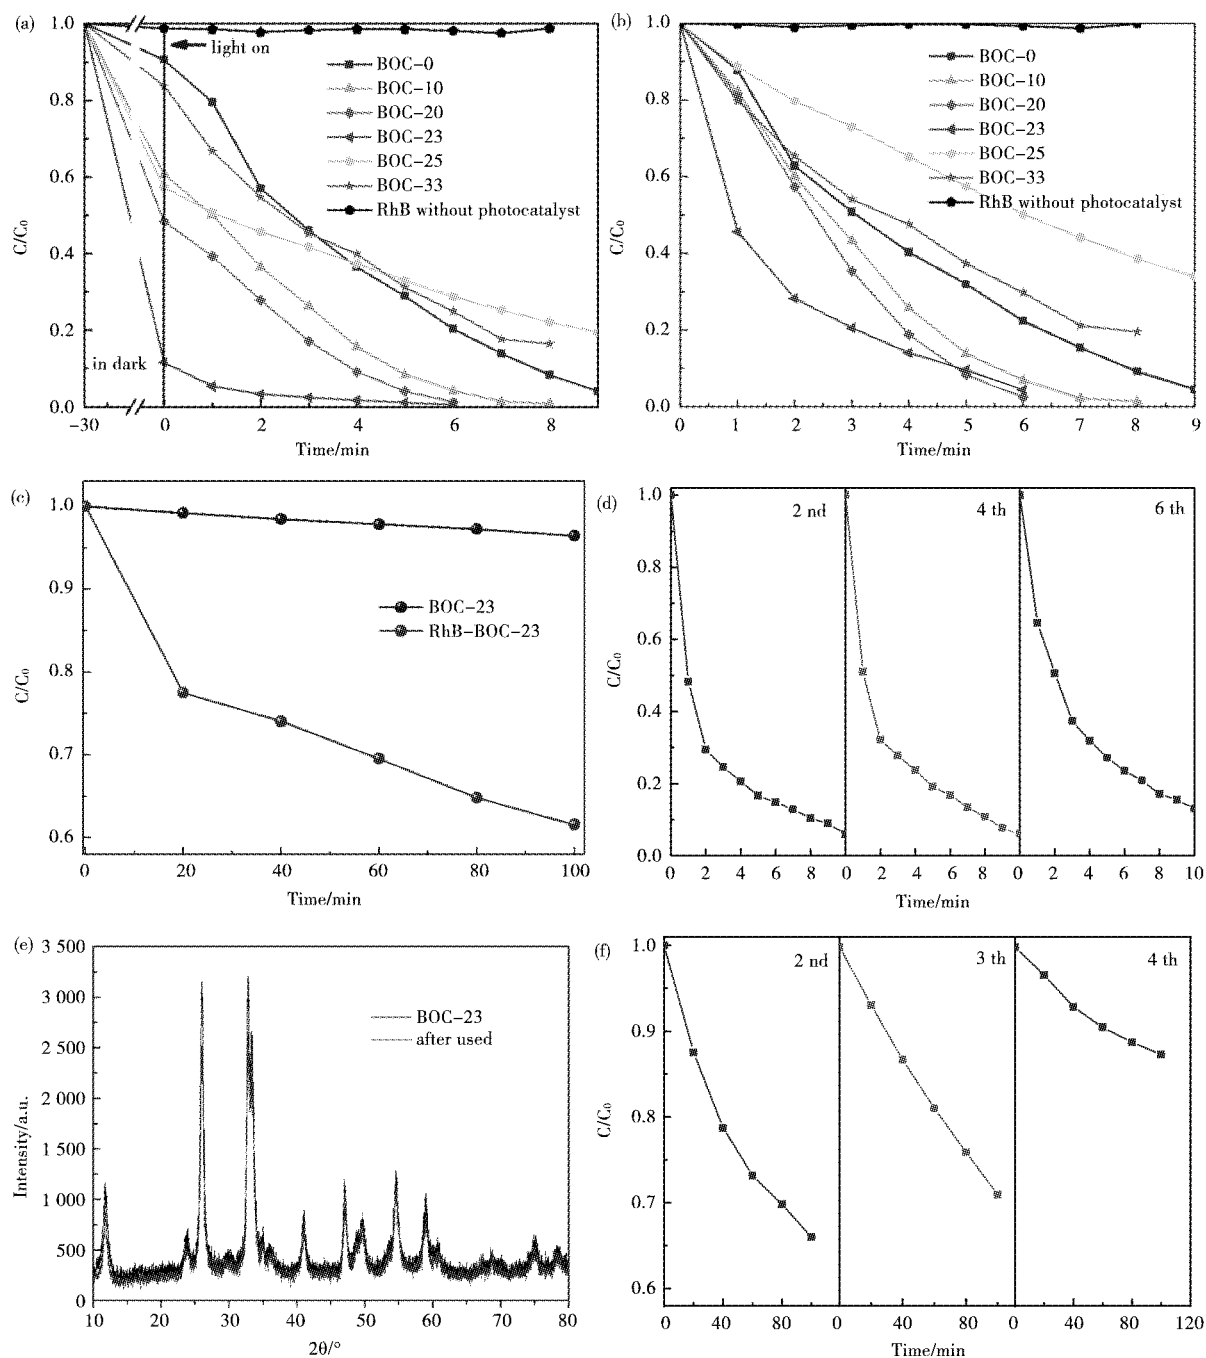 (a)
1.0
0.8
0.6
0.4
0.2
0.0
C/C₀
light on
BOC-0
BOC-10
BOC-20
BOC-23
BOC-25
BOC-33
RhB without photocatalyst
in dark
-30 0 2 4 6 8
Time/min
(b)
1.0
0.8
0.6
0.4
0.2
0.0
C/C₀
BOC-0
BOC-10
BOC-20
BOC-23
BOC-25
BOC-33
RhB without photocatalyst
0 1 2 3 4 5 6 7 8 9
Time/min
(c)
1.0
0.9
0.8
0.7
0.6
C/C₀
BOC-23
RhB-BOC-23
0 20 40 60 80 100
Time/min
(d)
1.0
0.8
0.6
0.4
0.2
0.0
C/C₀
2 nd 4 th 6 th
0 2 4 6 8 0 2 4 6 8 0 2 4 6 8 10
Time/min
(e)
3 500
3 000
2 500
2 000
1 500
1 000
500
0
Intensity/a.u.
BOC-23
after used
10 20 30 40 50 60 70 80
2θ/°
(f)
1.0
0.9
0.8
0.7
0.6
C/C₀
2 nd 3 th 4 th
0 40 80 0 40 80 0 40 80 120
Time/min